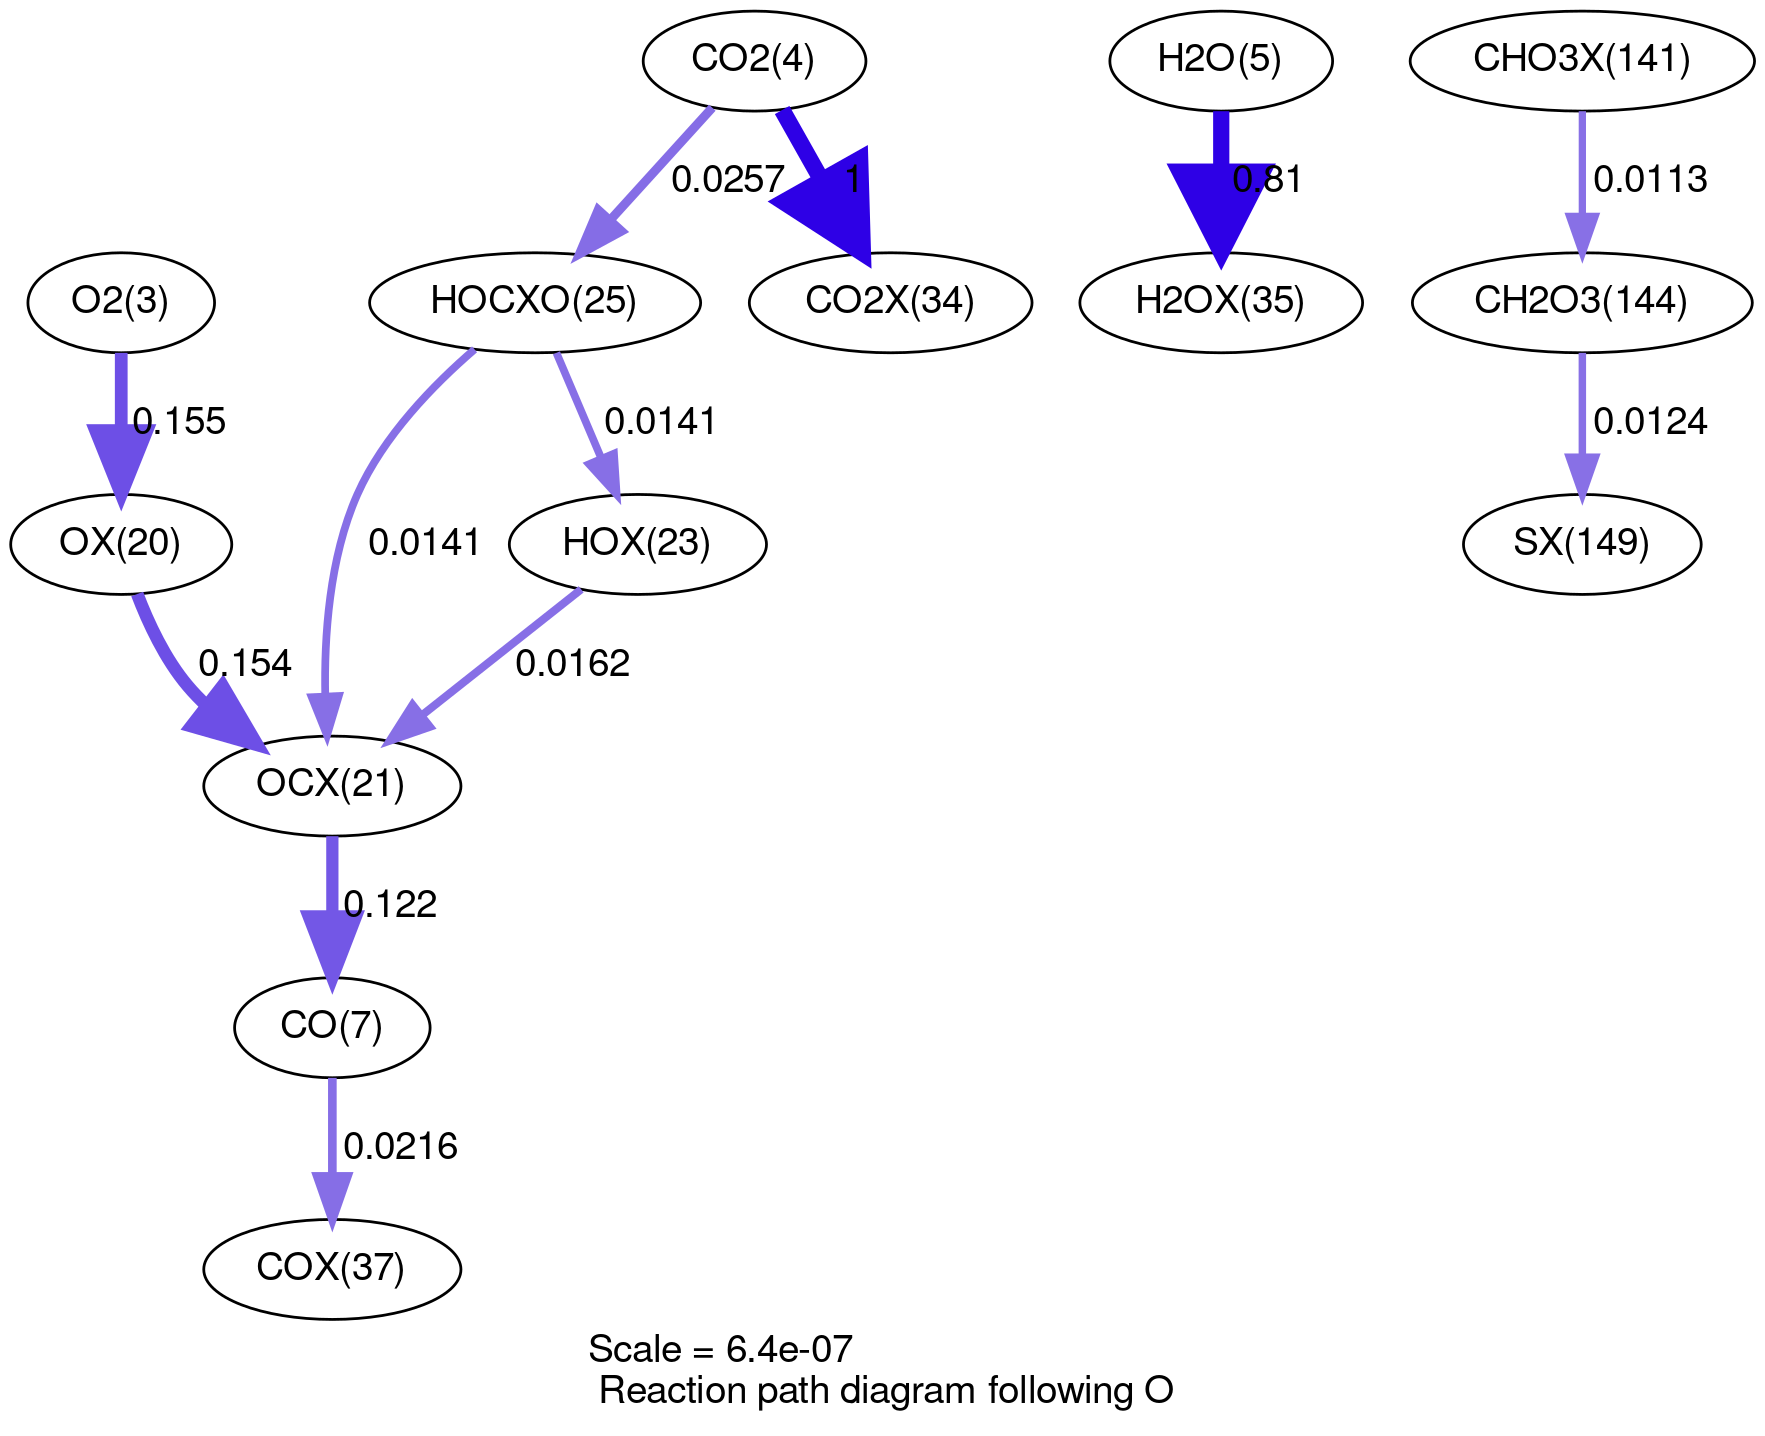 CO2(4)
H2O(5)
CHO3X(141)
0.0257
1
0.81
0.0113
O2(3)
HOCXO(25)
CO2X(34)
H2OX(35)
CH2O3(144)
0.155
0.0141
0.0124
OX(20)
0.0141
HOX(23)
SX(149)
0.154
0.0162
OCX(21)
0.122
CO(7)
0.0216
COX(37)
Scale = 6.4e-07
Reaction path diagram following O